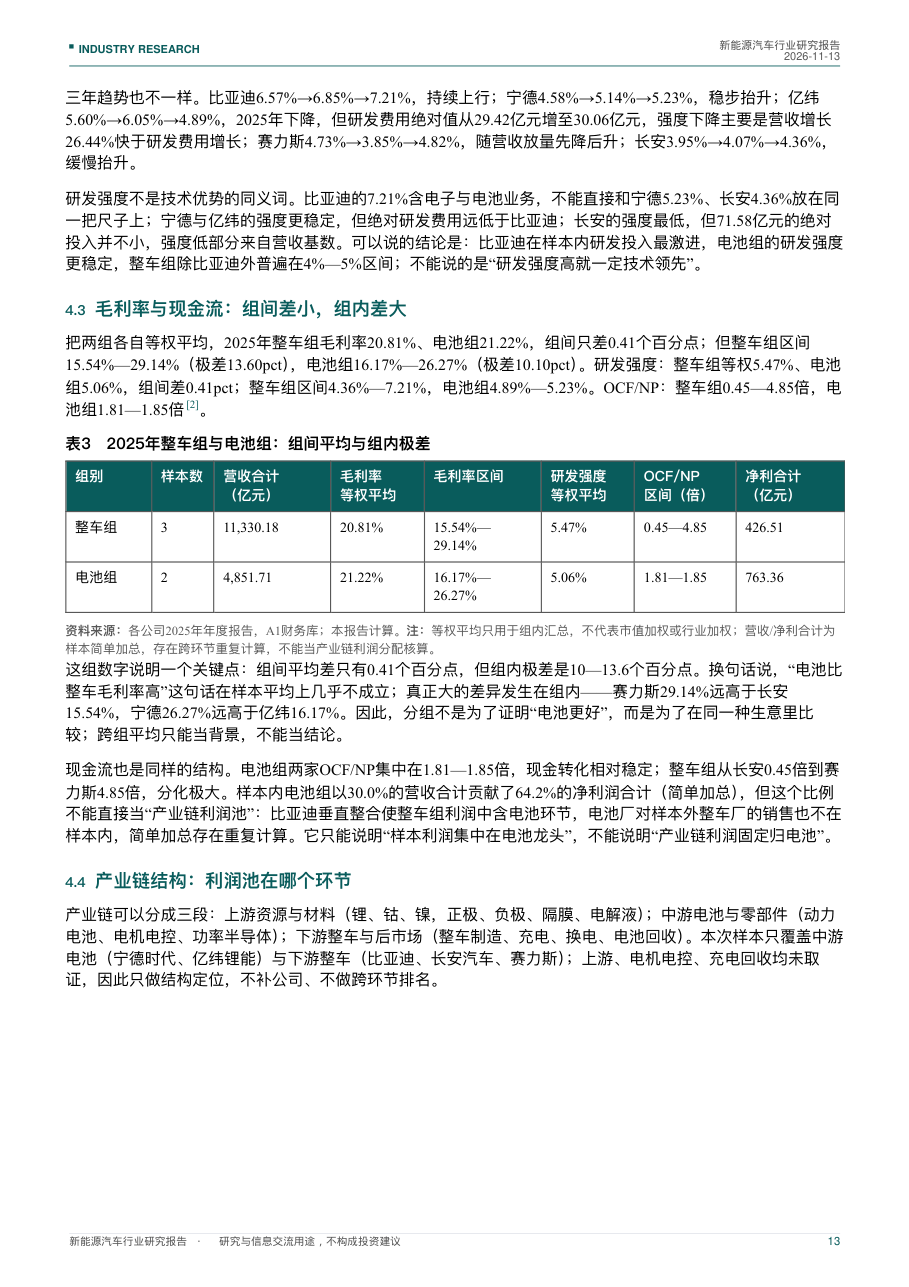 INDUSTRY RESEARCH
新能源汽车行业研究报告
2026-11-13
三年趋势也不一样。比亚迪6.57%→6.85%→7.21%，持续上行；宁德4.58%→5.14%→5.23%，稳步抬升；亿纬
5.60%→6.05%→4.89%，2025年下降，但研发费用绝对值从29.42亿元增至30.06亿元，强度下降主要是营收增长
26.44%快于研发费用增长；赛力斯4.73%→3.85%→4.82%，随营收放量先降后升；长安3.95%→4.07%→4.36%，
缓慢抬升。
研发强度不是技术优势的同义词。比亚迪的7.21%含电子与电池业务，不能直接和宁德5.23%、长安4.36%放在同
一把尺子上；宁德与亿纬的强度更稳定，但绝对研发费用远低于比亚迪；长安的强度最低，但71.58亿元的绝对
投入并不小，强度低部分来自营收基数。可以说的结论是：比亚迪在样本内研发投入最激进，电池组的研发强度
更稳定，整车组除比亚迪外普遍在4%—5%区间；不能说的是“研发强度高就一定技术领先”。
4.3 毛利率与现金流：组间差小，组内差大
把两组各自等权平均，2025年整车组毛利率20.81%、电池组21.22%，组间只差0.41个百分点；但整车组区间
15.54%—29.14%（极差13.60pct），电池组16.17%—26.27%（极差10.10pct）。研发强度：整车组等权5.47%、电池
组5.06%，组间差0.41pct；整车组区间4.36%—7.21%，电池组4.89%—5.23%。OCF/NP：整车组0.45—4.85倍，电
池组1.81—1.85倍[2]。
表3 2025年整车组与电池组：组间平均与组内极差
组别 样本数 营收合计（亿元） 毛利率等权平均 毛利率区间 研发强度等权平均 OCF/NP区间（倍） 净利合计（亿元）
整车组 3 11,330.18 20.81% 15.54%—29.14% 5.47% 0.45—4.85 426.51
电池组 2 4,851.71 21.22% 16.17%—26.27% 5.06% 1.81—1.85 763.36
资料来源：各公司2025年年度报告，A1财务库；本报告计算。注：等权平均只用于组内汇总，不代表市值加权或行业加权；营收/净利合计为
样本简单加总，存在跨环节重复计算，不能当产业链利润分配核算。
这组数字说明一个关键点：组间平均差只有0.41个百分点，但组内极差是10—13.6个百分点。换句话说，“电池比
整车毛利率高”这句话在样本平均上几乎不成立；真正大的差异发生在组内——赛力斯29.14%远高于长安
15.54%，宁德26.27%远高于亿纬16.17%。因此，分组不是为了证明“电池更好”，而是为了在同一种生意里比
较；跨组平均只能当背景，不能当结论。
现金流也是同样的结构。电池组两家OCF/NP集中在1.81—1.85倍，现金转化相对稳定；整车组从长安0.45倍到赛
力斯4.85倍，分化极大。样本内电池组以30.0%的营收合计贡献了64.2%的净利润合计（简单加总），但这个比例
不能直接当“产业链利润池”：比亚迪垂直整合使整车组利润中含电池环节，电池厂对样本外整车厂的销售也不在
样本内，简单加总存在重复计算。它只能说明“样本利润集中在电池龙头”，不能说明“产业链利润固定归电池”。
4.4 产业链结构：利润池在哪个环节
产业链可以分成三段：上游资源与材料（锂、钴、镍，正极、负极、隔膜、电解液）；中游电池与零部件（动力
电池、电机电控、功率半导体）；下游整车与后市场（整车制造、充电、换电、电池回收）。本次样本只覆盖中游
电池（宁德时代、亿纬锂能）与下游整车（比亚迪、长安汽车、赛力斯）；上游、电机电控、充电回收均未取
证，因此只做结构定位，不补公司、不做跨环节排名。
新能源汽车行业研究报告 · 研究与信息交流用途，不构成投资建议
13